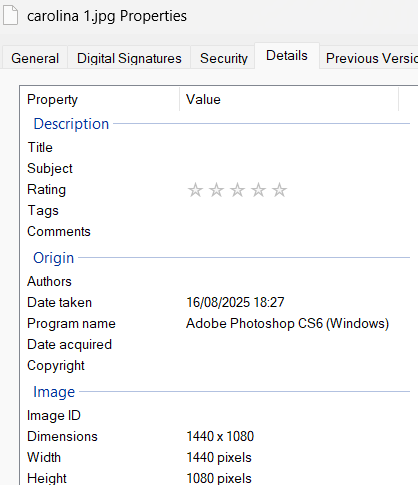 carolina 1.jpg Properties
General Digital Signatures Security Details Previous Versic
Property Value
Description
Title
Subject
Rating
Tags
Comments
Origin
Authors
Date taken 16/08/2025 18:27
Program name Adobe Photoshop CS6 (Windows)
Date acquired
Copyright
Image
Image ID
Dimensions 1440 x 1080
Width 1440 pixels
Height 1080 pixels